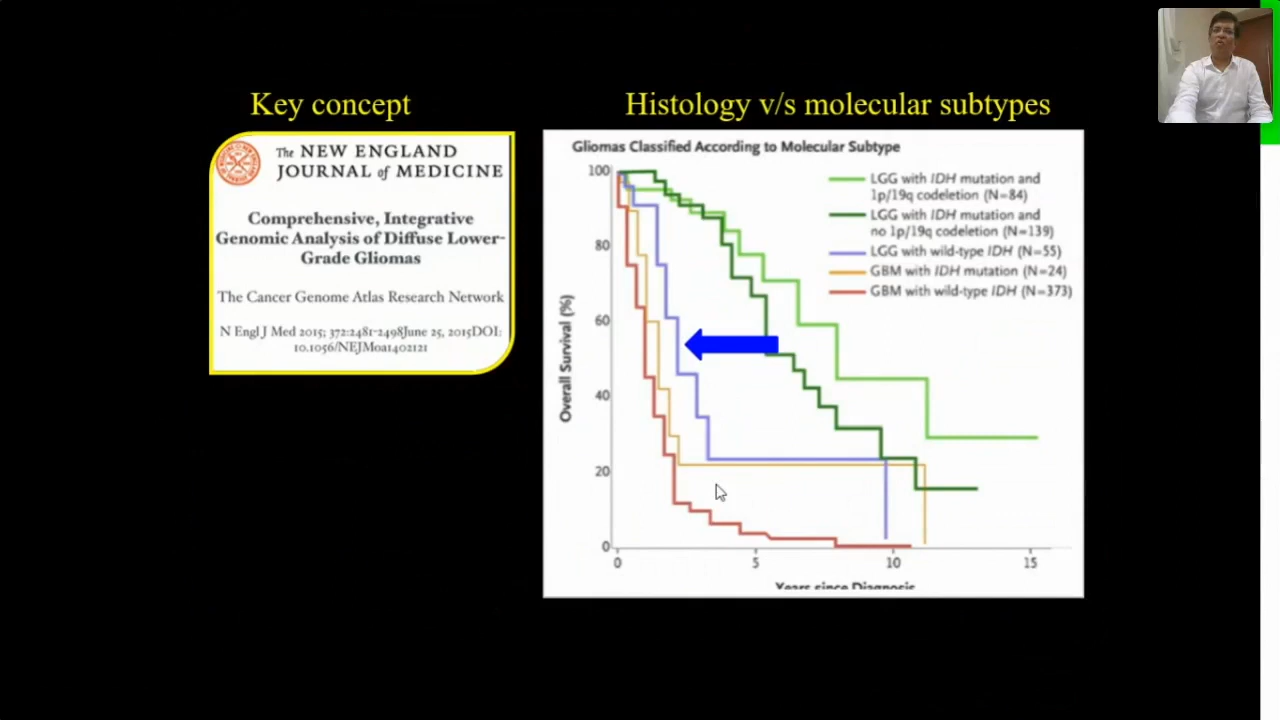 Key concept
Histology v/s molecular subtypes
The NEW ENGLAND
JOURNAL of MEDICINE
Comprehensive, Integrative
Genomic Analysis of Diffuse Lower-
Grade Gliomas
The Cancer Genome Atlas Research Network
N Engl J Med 2015; 372:2481-2498June 25, 2015DOI:
10.1056/NEJMoa1402121
Gliomas Classified According to Molecular Subtype
LGG with IDH mutation and
1p/19q codeletion (N=84)
LGG with IDH mutation and
no 1p/19q codeletion (N=139)
LGG with wild-type IDH (N=55)
GBM with IDH mutation (N=24)
GBM with wild-type IDH (N=373)
Overall Survival (%)
100
80
60
40
20
0
0 5 10 15
Years since Diagnosis